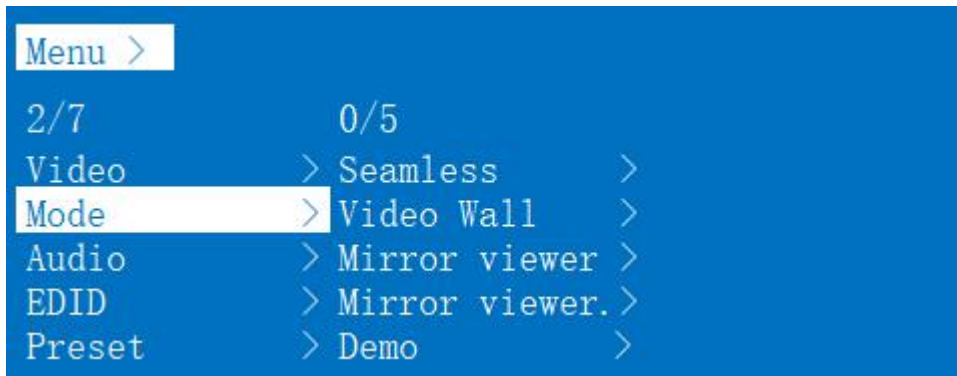 Menu >
2/7 0/5
Video > Seamless >
Mode > Video Wall >
Audio > Mirror viewer >
EDID > Mirror viewer. >
Preset > Demo >